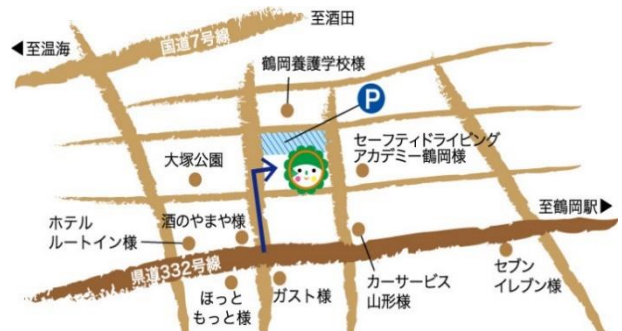 至酒田
◀至温海
国道7号線
鶴岡養護学校様
P
大塚公園
セーフティドライビング
アカデミー鶴岡様
至鶴岡駅▶
ホテル
ルートイン様
酒のやまや様
県道332号線
ほっと
もっと様
ガスト様
カーサービス
山形様
セブン
イレブン様